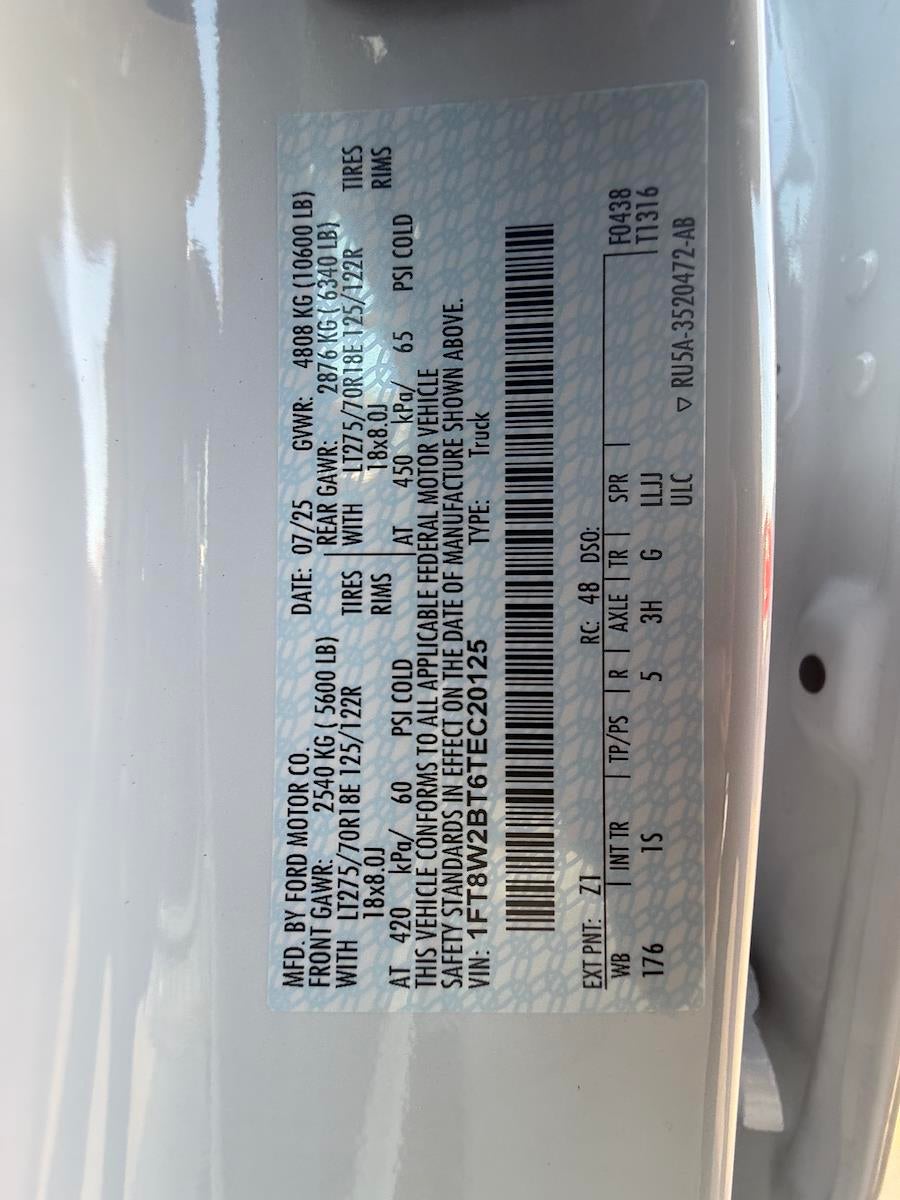 MFD. BY FORD MOTOR CO. DATE: 07/25 GVWR: 4808 KG (10600 LB)
FRONT GAWR: 2540 KG ( 5600 LB) REAR GAWR: 2876 KG ( 6340 LB)
WITH LT275/70R18E 125/122R TIRES WITH LT275/70R18E 125/122R TIRES
18x8.0J RIMS 18x8.0J RIMS
AT 420 kPa/ 60 PSI COLD AT 450 kPa/ 65 PSI COLD
THIS VEHICLE CONFORMS TO ALL APPLICABLE FEDERAL MOTOR VEHICLE
SAFETY STANDARDS IN EFFECT ON THE DATE OF MANUFACTURE SHOWN ABOVE.
VIN: 1FT8W2BT6TEC20125 TYPE: Truck
EXT PNT: Z1 RC: 48 DSO:
WB INT TR TP/PS R AXLE TR SPR F0438
176 1S 5 3H G LLJJ T1316
ULC ▽ RU5A-3520472-AB